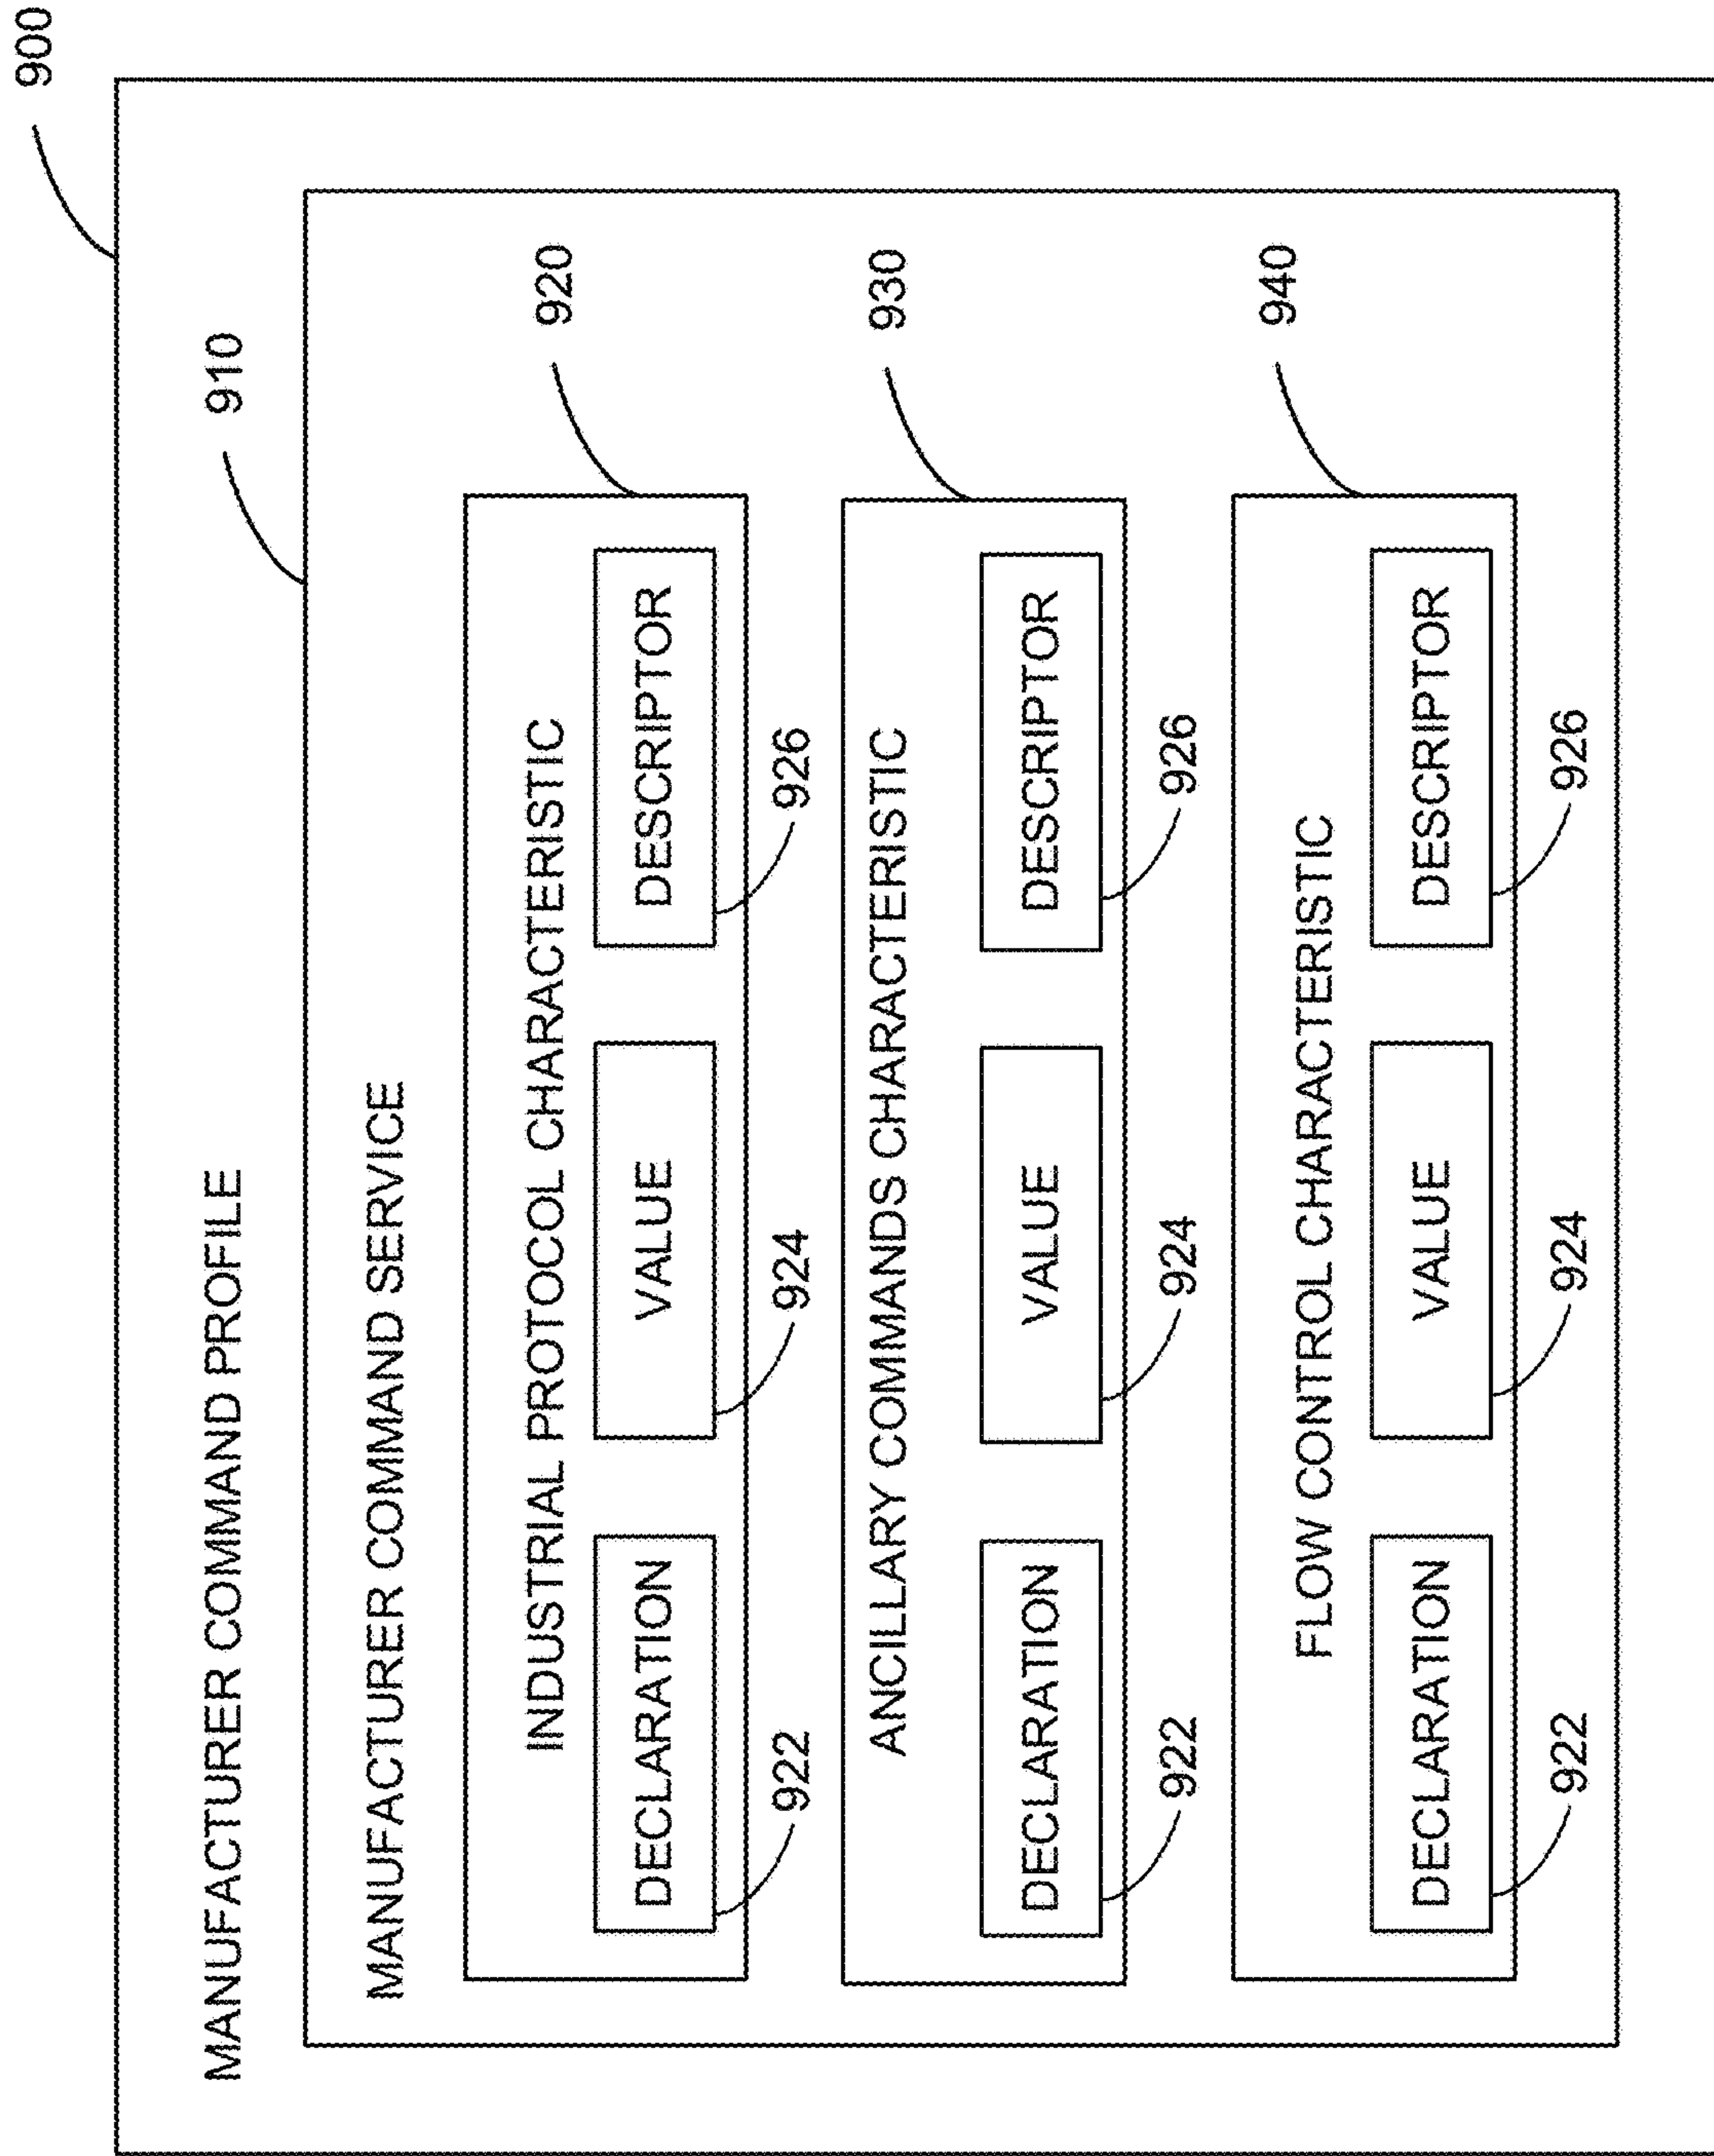 900
MANUFACTURER COMMAND PROFILE
910
MANUFACTURER COMMAND SERVICE
920
INDUSTRIAL PROTOCOL CHARACTERISTIC
DECLARATION
VALUE
DESCRIPTOR
922
924
926
930
ANCILLARY COMMANDS CHARACTERISTIC
DECLARATION
VALUE
DESCRIPTOR
922
924
926
940
FLOW CONTROL CHARACTERISTIC
DECLARATION
VALUE
DESCRIPTOR
922
924
926